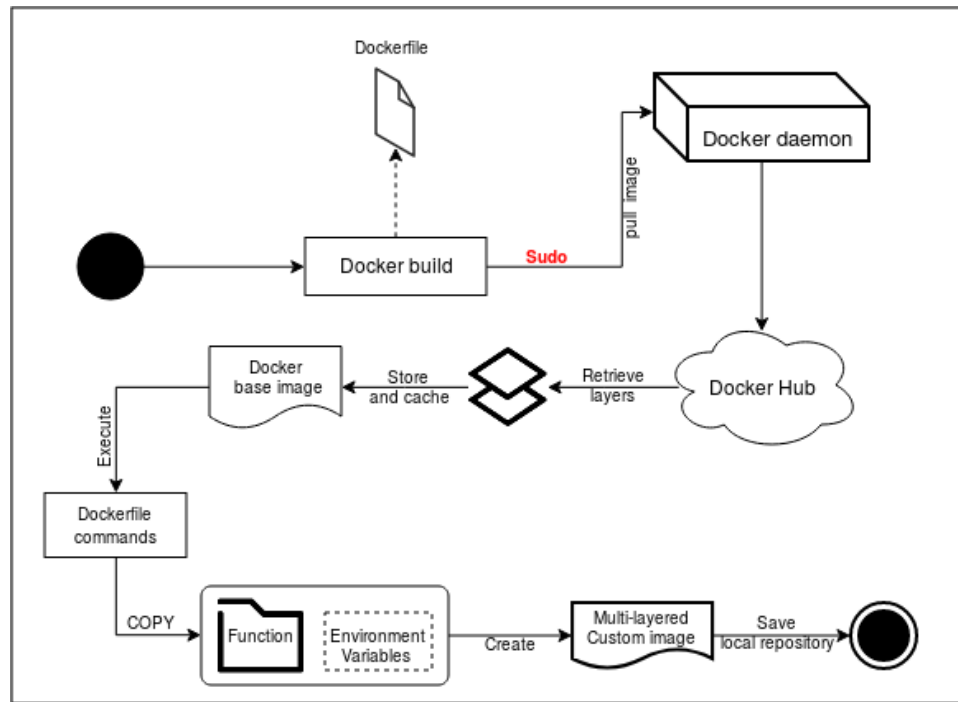 Dockerfile
Docker daemon
pull image
Docker build
Sudo
Docker
base image
Store
and cache
Retrieve
layers
Docker Hub
Execute
Dockerfile
commands
COPY
Function
Environment
Variables
Create
Multi-layered
Custom image
Save
local repository